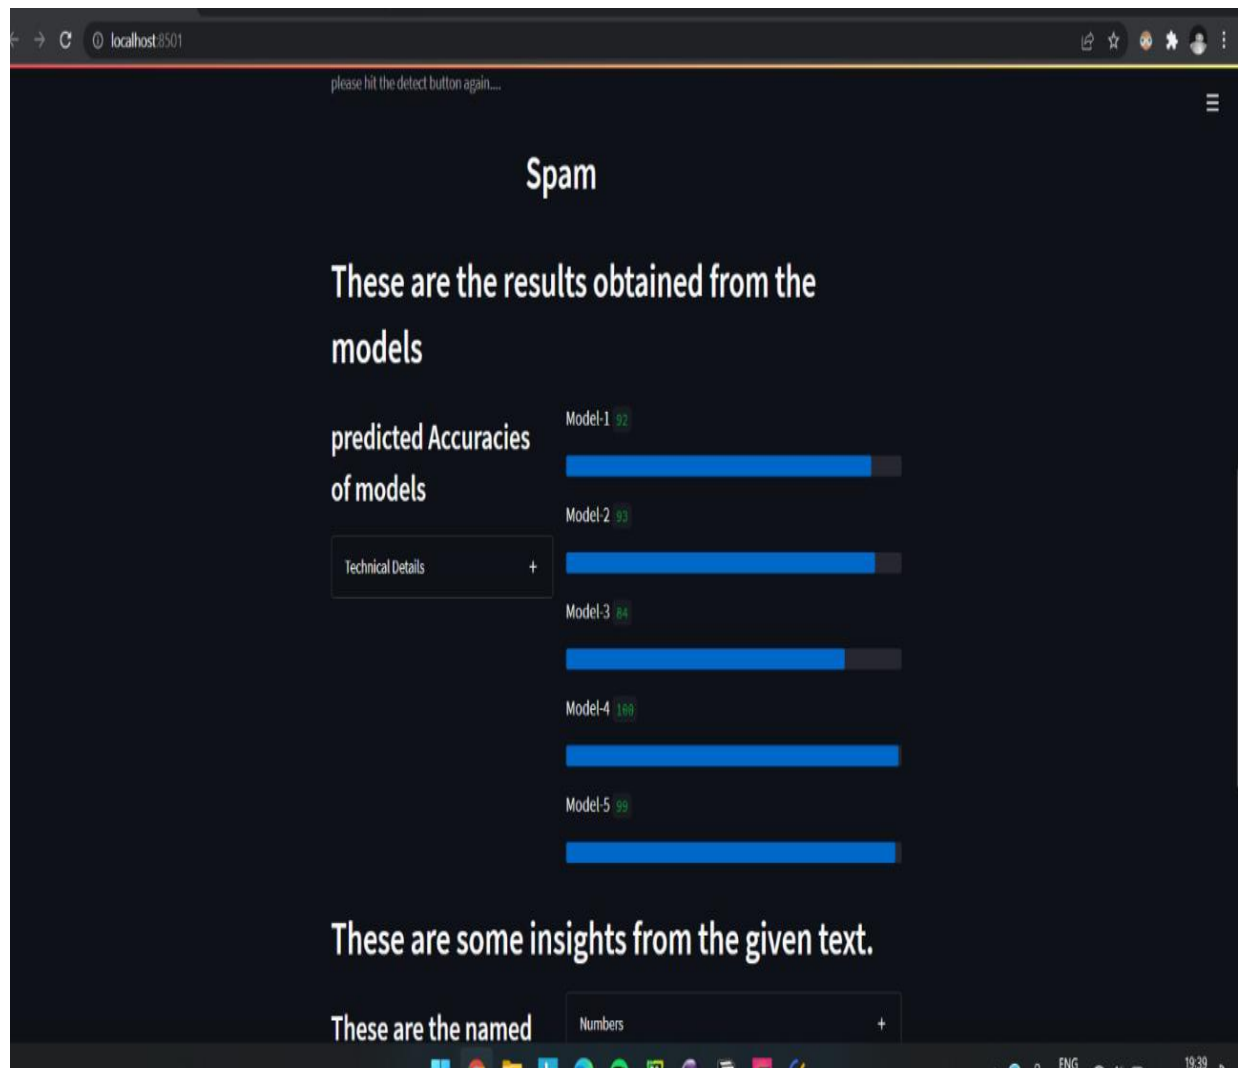 localhost:8501
please hit the detect button again....
Spam
These are the results obtained from the
models
predicted Accuracies
of models
Technical Details +
Model-1 92
Model-2 93
Model-3 84
Model-4 100
Model-5 99
These are some insights from the given text.
These are the named
Numbers +
ENG
19:39